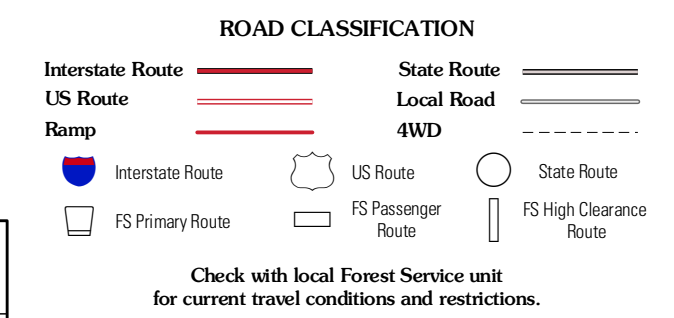 ROAD CLASSIFICATION
Interstate Route
State Route
US Route
Local Road
Ramp
4WD
Interstate Route
US Route
State Route
FS Primary Route
FS Passenger
Route
FS High Clearance
Route
Check with local Forest Service unit
for current travel conditions and restrictions.